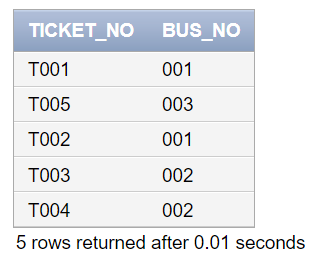 TICKET_NO BUS_NO
T001 001
T005 003
T002 001
T003 002
T004 002
5 rows returned after 0.01 seconds